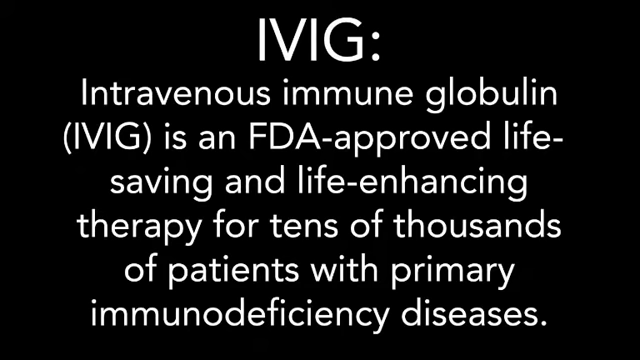 IVIG:
Intravenous immune globulin
(IVIG) is an FDA-approved life-
saving and life-enhancing
therapy for tens of thousands
of patients with primary
immunodeficiency diseases.